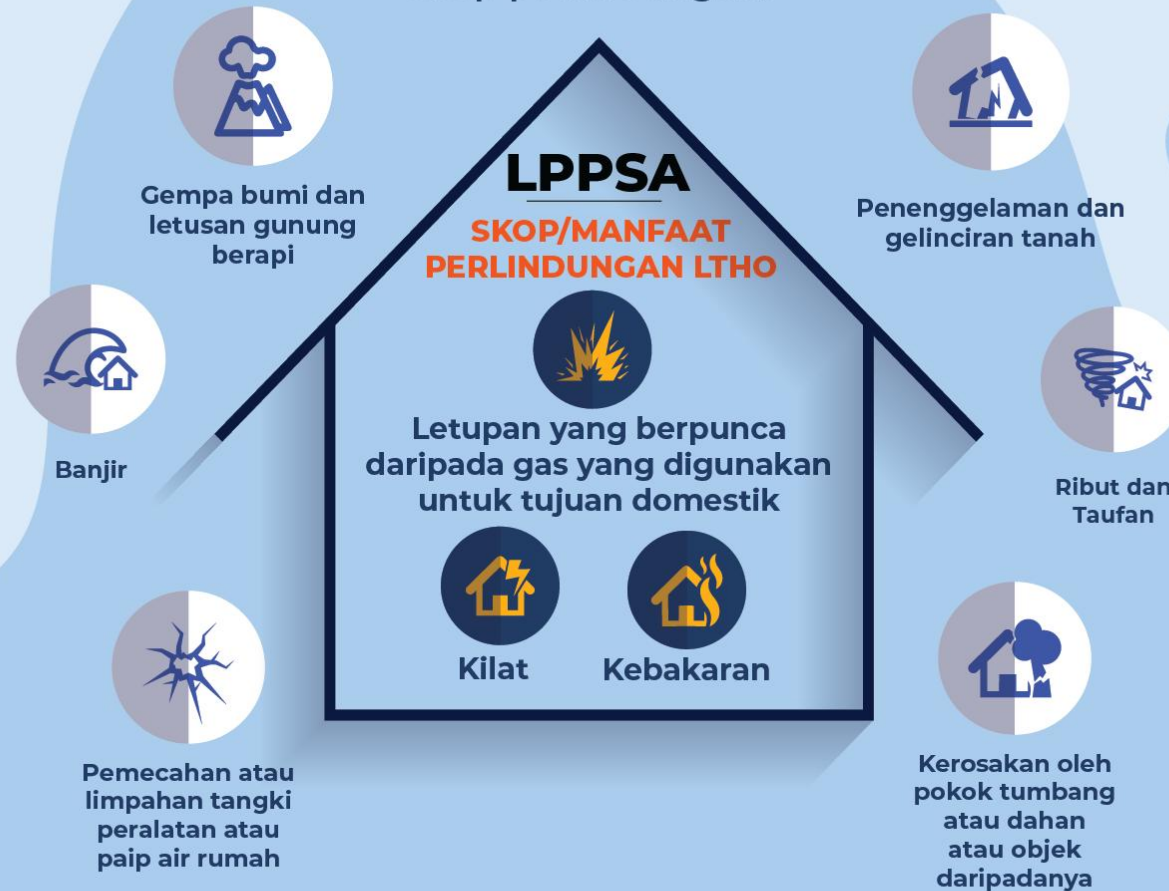 Gempa bumi dan
letusan gunung
berapi
Penenggelaman dan
gelinciran tanah
LPPSA
SKOP/MANFAAT
PERLINDUNGAN LTHO
Banjir
Ribut dan
Taufan
Letupan yang berpunca
daripada gas yang digunakan
untuk tujuan domestik
Kilat
Kebakaran
Pemecahan atau
limpahan tangki
peralatan atau
paip air rumah
Kerosakan oleh
pokok tumbang
atau dahan
atau objek
daripadanya